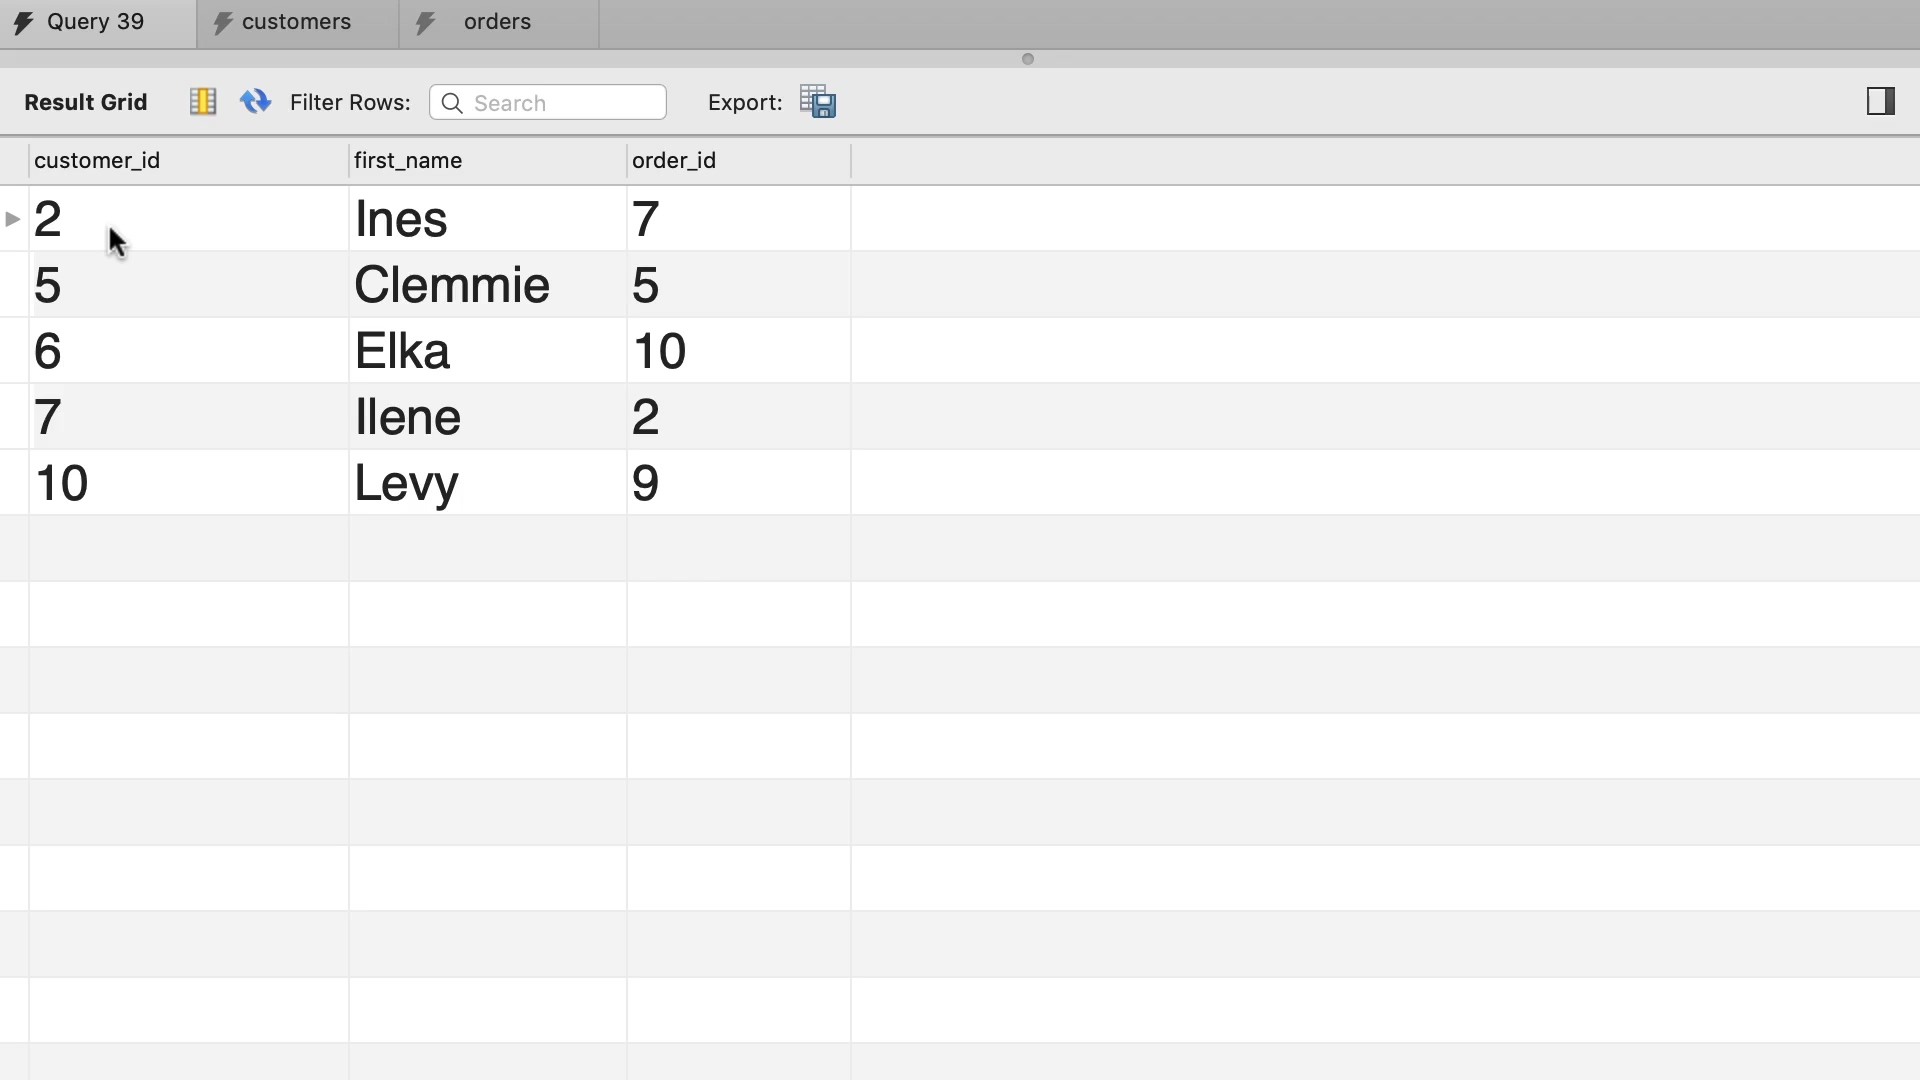 Query 39 customers orders
Result Grid Filter Rows: Search Export:
customer_id first_name order_id
2 Ines 7
5 Clemmie 5
6 Elka 10
7 Ilene 2
10 Levy 9